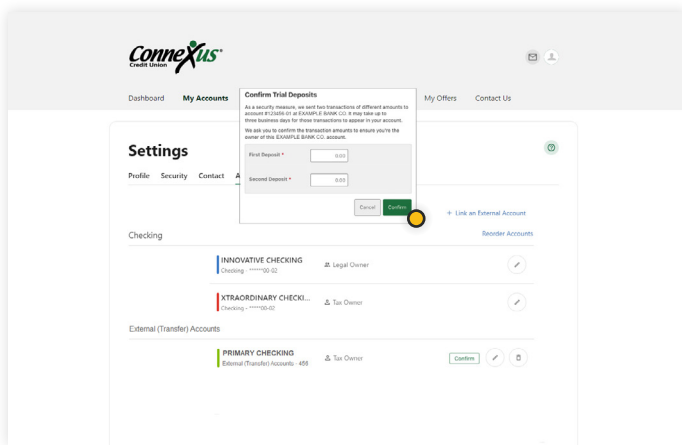 Connexus
Credit Union
Dashboard
My Accounts
My Offers
Contact Us
Confirm Trial Deposits
As a security measure, we sent two transactions of different amounts to
account #123456-01 at EXAMPLE BANK CO. It may take up to
three business days for these transactions to appear in your account.
We ask you to confirm the transaction amounts to ensure you're the
owner of this EXAMPLE BANK CO. account.
First Deposit *
0.00
Second Deposit *
0.00
Cancel
Confirm
Settings
Profile
Security
Contact
A
+ Link an External Account
Checking
Reorder Accounts
INNOVATIVE CHECKING
Checking - ******00-02
Legal Owner
XTRAORDINARY CHECKI...
Checking - *****00-02
Tax Owner
External (Transfer) Accounts
PRIMARY CHECKING
External (Transfer) Accounts - 456
Tax Owner
Confirm